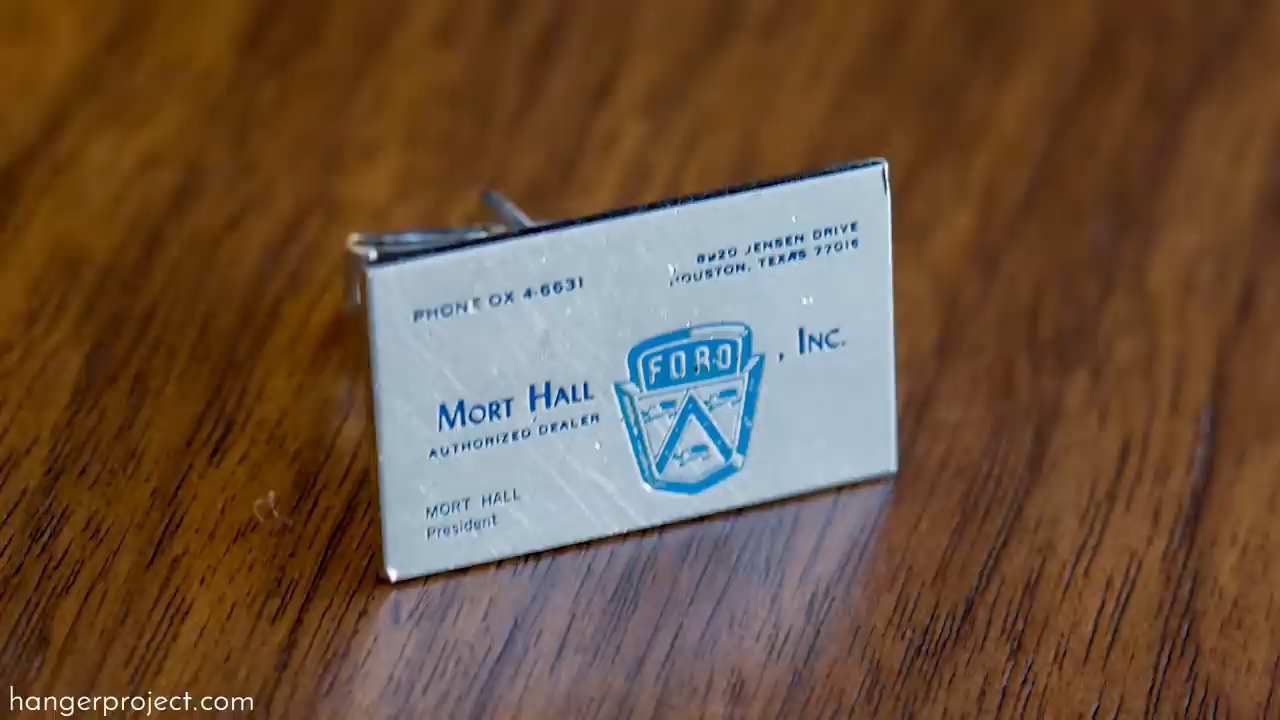 PHONE OX 4-6631
8920 JENSEN DRIVE
HOUSTON, TEXAS 77016
FORD
, INC.
MORT HALL
AUTHORIZED DEALER
MORT HALL
President
hangerproject.com